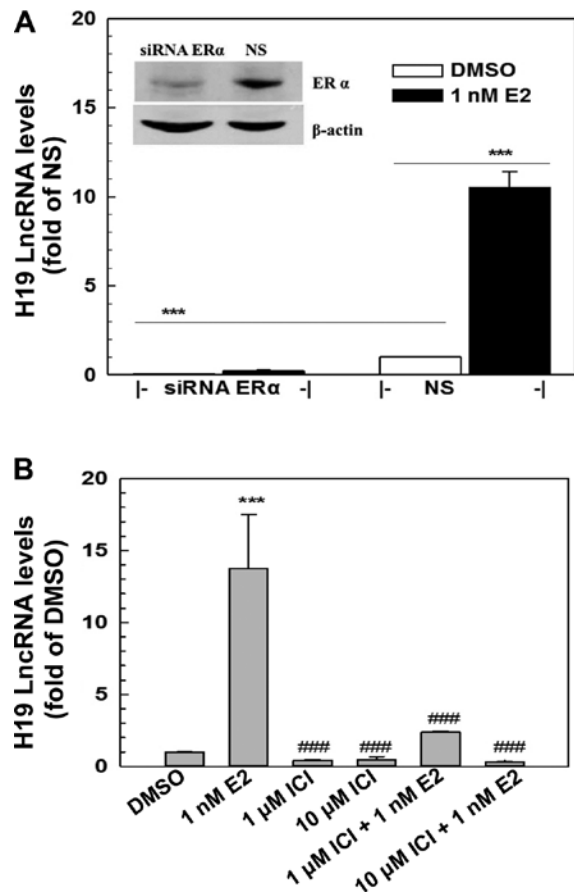 A
20
15
10
5
0
H19 LncRNA levels
(fold of NS)
siRNA ERα NS
ER α
β-actin
DMSO
1 nM E2
***
***
|- siRNA ERα -| |- NS -|
B
20
15
10
5
0
H19 LncRNA levels
(fold of DMSO)
***
###
###
###
###
DMSO
1 nM E2
1 µM ICI
10 µM ICI
1 µM ICI + 1 nM E2
10 µM ICI + 1 nM E2